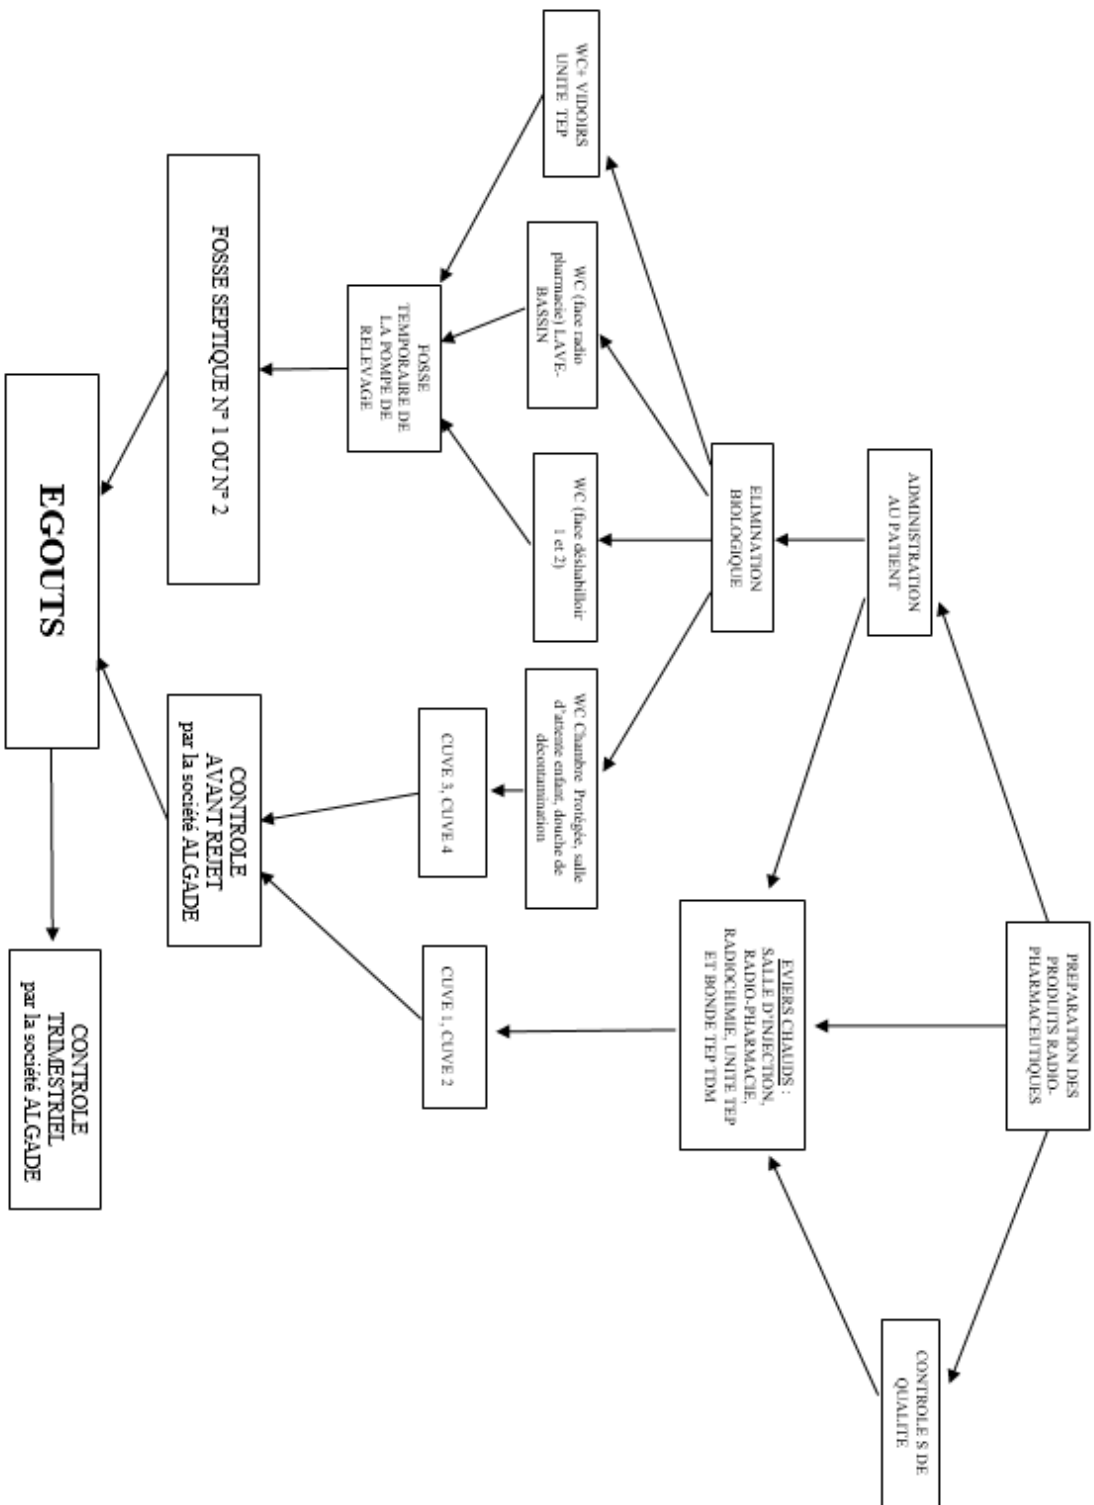 PREPARATION DES
PRODUITS RADIO-
PHARMACEUTIQUES
ADMINISTRATION
AU PATIENT
CONTROLE S DE
QUALITE
ELIMINATION
BIOLOGIQUE
EVIERS CHAUDS :
SALLE D'INJECTION,
RADIO-PHARMACIE,
RADIOCHIMIE, UNITE TEP
ET BONDE TEP TDM
WC+ VIDOIRS
UNITE TEP
WC (face radio
pharmacie) LAVE-
BASSIN
WC (face déshabilloir
1 et 2)
WC Chambre Protégée, salle
d'attente enfant, douche de
décontamination
FOSSE
TEMPORAIRE DE
LA POMPE DE
RELEVAGE
CUVE 3, CUVE 4
CUVE 1, CUVE 2
FOSSE SEPTIQUE N° 1 OU N° 2
CONTROLE
AVANT REJET
par la société ALGADE
EGOUTS
CONTROLE
TRIMESTRIEL
par la société ALGADE